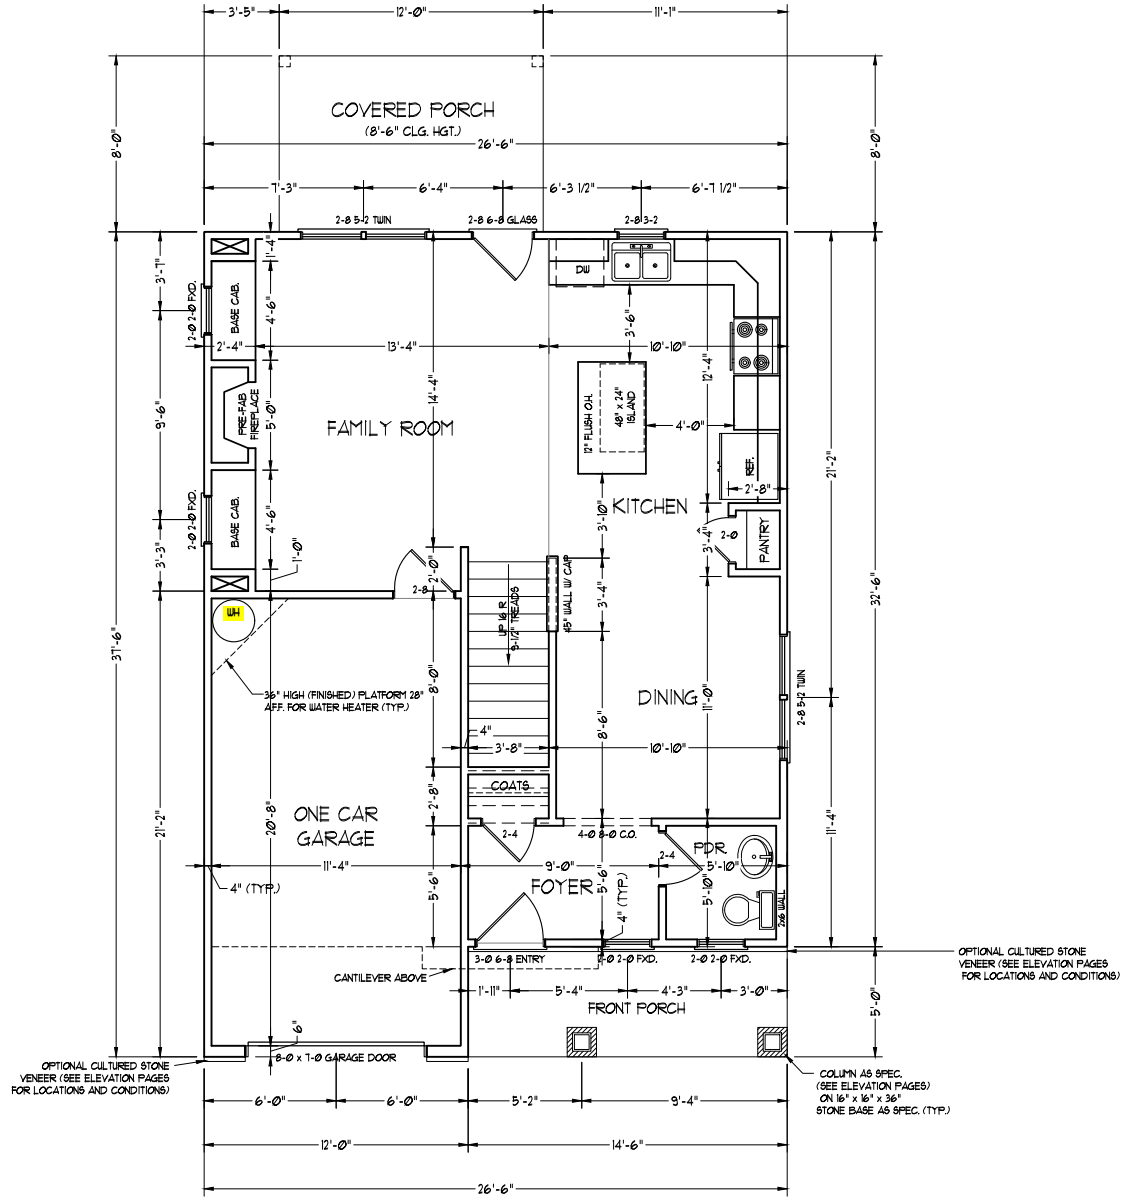 3'-5" 12'-0" 11'-1"
COVERED PORCH
(8'-6" CLG. HGT.)
8'-0" 8'-0"
26'-6"
7'-3" 6'-4" 6'-3 1/2" 6'-7 1/2"
2-8 5-2 TWIN 2-8 6-8 GLASS 2-8 3-2
1'-4"
DW
3'-7"
2-0 2-0 FXD.
BASE CAB.
4'-6"
3'-6"
2'-4" 13'-4" 10'-10"
12'-4"
14'-4"
9'-6"
PRE-FAB
FIREPLACE
5'-0"
FAMILY ROOM
12" FLUSH O.H.
48" x 24"
ISLAND
4'-0"
REF.
2'-8"
21'-2"
2-0 2-0 FXD.
BASE CAB.
4'-6"
KITCHEN
3'-10"
2-0
3'-4"
PANTRY
3'-3"
1'-0"
2'-0"
2-8
UP 16 R
9-1/2" TREADS
45" WALL W/ CAP
3'-4"
32'-6"
37'-6"
WH
36" HIGH (FINISHED) PLATFORM 28"
A.F.F. FOR WATER HEATER (TYP.)
8'-0"
DINING
11'-0"
2-8 5-2 TWIN
8'-6"
4"
3'-8" 10'-10"
COATS
2'-8"
ONE CAR
GARAGE
20'-8"
21'-2"
2-4
4-0 8-0 C.O.
11'-4"
PDR.
2-4
11'-4" 9'-0" 5'-10"
4" (TYP.)
5'-6"
FOYER
5'-6"
4" (TYP.)
5'-10"
2x6 WALL
3-0 6-8 ENTRY 2-0 2-0 FXD. 2-0 2-0 FXD.
OPTIONAL CULTURED STONE
VENEER (SEE ELEVATION PAGES
FOR LOCATIONS AND CONDITIONS)
CANTILEVER ABOVE
1'-11" 5'-4" 4'-3" 3'-0"
FRONT PORCH
5'-0"
6"
8-0 x 7-0 GARAGE DOOR
OPTIONAL CULTURED STONE
VENEER (SEE ELEVATION PAGES
FOR LOCATIONS AND CONDITIONS)
COLUMN AS SPEC.
(SEE ELEVATION PAGES)
ON 16" x 16" x 36"
STONE BASE AS SPEC. (TYP.)
6'-0" 6'-0" 5'-2" 9'-4"
12'-0" 14'-6"
26'-6"